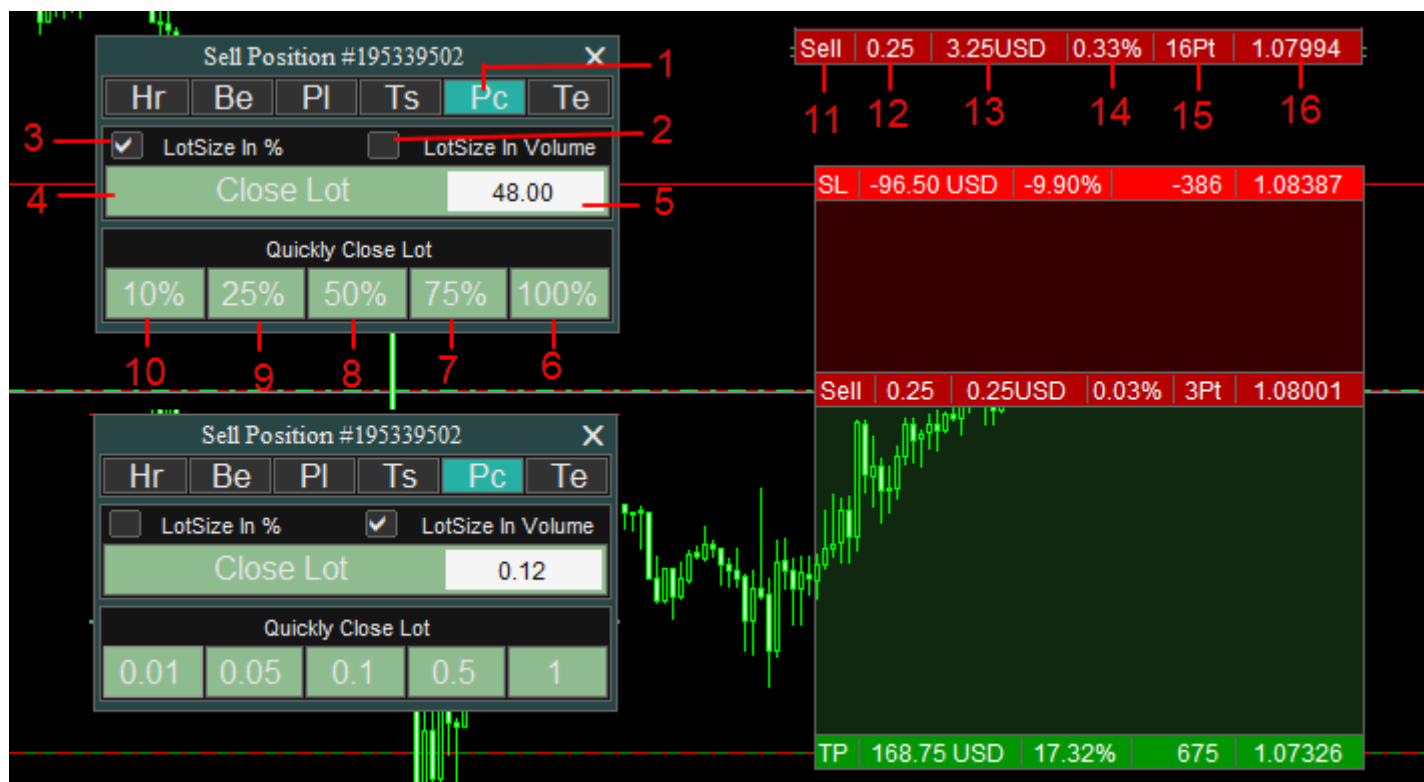 Sell Position #195339502 X
Hr Be Pl Ts Pc Te
1
3 LotSize In % LotSize In Volume 2
4 Close Lot 48.00 5
Quickly Close Lot
10% 25% 50% 75% 100%
10 9 8 7 6
Sell 0.25 3.25USD 0.33% 16Pt 1.07994
11 12 13 14 15 16
SL -96.50 USD -9.90% -386 1.08387
Sell 0.25 0.25USD 0.03% 3Pt 1.08001
TP 168.75 USD 17.32% 675 1.07326
Sell Position #195339502 X
Hr Be Pl Ts Pc Te
LotSize In % LotSize In Volume
Close Lot 0.12
Quickly Close Lot
0.01 0.05 0.1 0.5 1